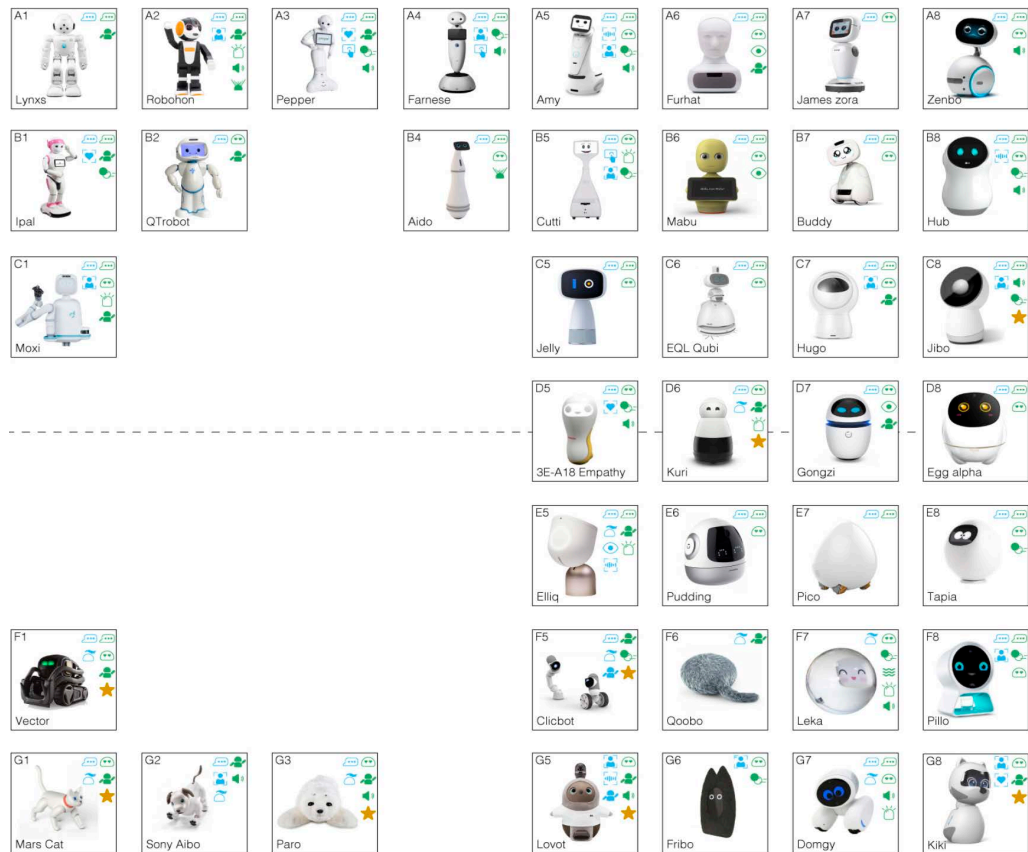 A1 A2 A3 A4 A5 A6 A7 A8
Lynxs Robohon Pepper Farnese Amy Furhat James zora Zenbo
B1 B2 B4 B5 B6 B7 B8
Ipal QTrobot Aido Cutti Mabu Buddy Hub
C1 C5 C6 C7 C8
Moxi Jelly EQL Qubi Hugo Jibo
D5 D6 D7 D8
3E-A18 Empathy Kuri Gongzi Egg alpha
E5 E6 E7 E8
Elliq Pudding Pico Tapia
F1 F5 F6 F7 F8
Vector Clicbot Qoobo Leka Pillo
G1 G2 G3 G5 G6 G7 G8
Mars Cat Sony Aibo Paro Lovot Fribo Domgy Kiki